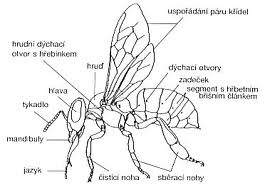 uspořádání páru křídel
hrudní dýchací
otvor s hřebínkem
hruď
dýchací otvory
zadeček
segment s hřbetním
břišním článkem
hlava
tykadlo
mandibuly
jazyk
čistící noha
sběrací nohy